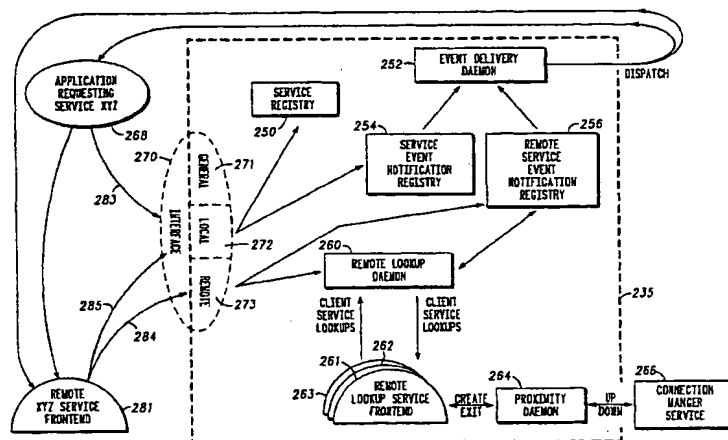 252
EVENT DELIVERY
DAEMON
DISPATCH
APPLICATION
REQUESTING
SERVICE XYZ
268
SERVICE
REGISTRY
250
254
256
SERVICE
EVENT
NOTIFICATION
REGISTRY
REMOTE
SERVICE
EVENT
NOTIFICATION
REGISTRY
270
271
283
INTERFACE
GENERAL
LOCAL
REMOTE
272
273
260
REMOTE LOOKUP
DAEMON
235
285
284
CLIENT
SERVICE
LOOKUPS
CLIENT
SERVICE
LOOKUPS
262
261
263
264
266
REMOTE
XYZ SERVICE
FRONTEND
281
REMOTE
LOOKUP SERVICE
FRONTEND
CREATE
EXIT
PROXIMITY
DAEMON
UP
DOWN
CONNECTION
MANGER
SERVICE